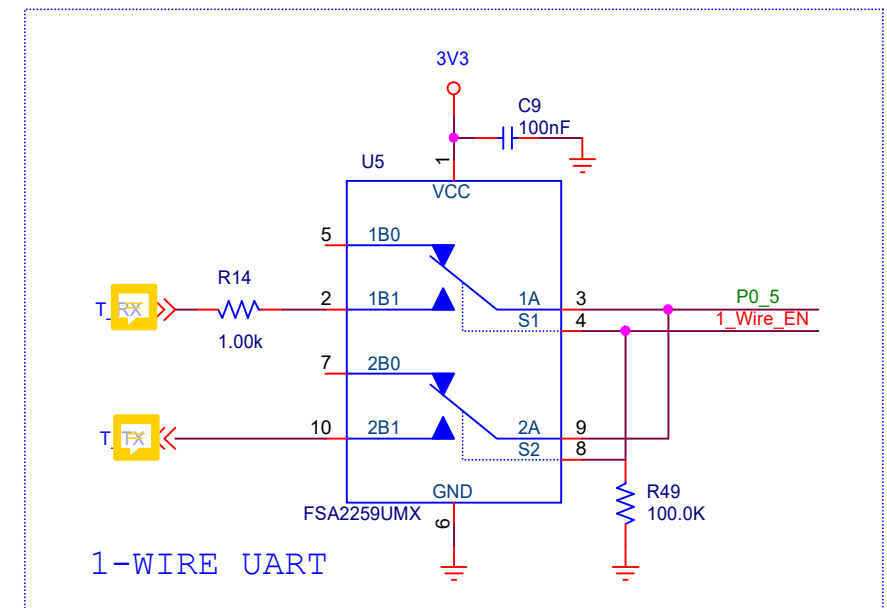 3V3
C9
100nF
1
U5
VCC
5
1B0
R14
T_RX
2
1B1
1A
3
P0_5
S1
4
1_Wire_EN
1.00k
7
2B0
T_TX
10
2B1
2A
9
S2
8
GND
R49
100.0K
FSA2259UMX
6
1-WIRE UART